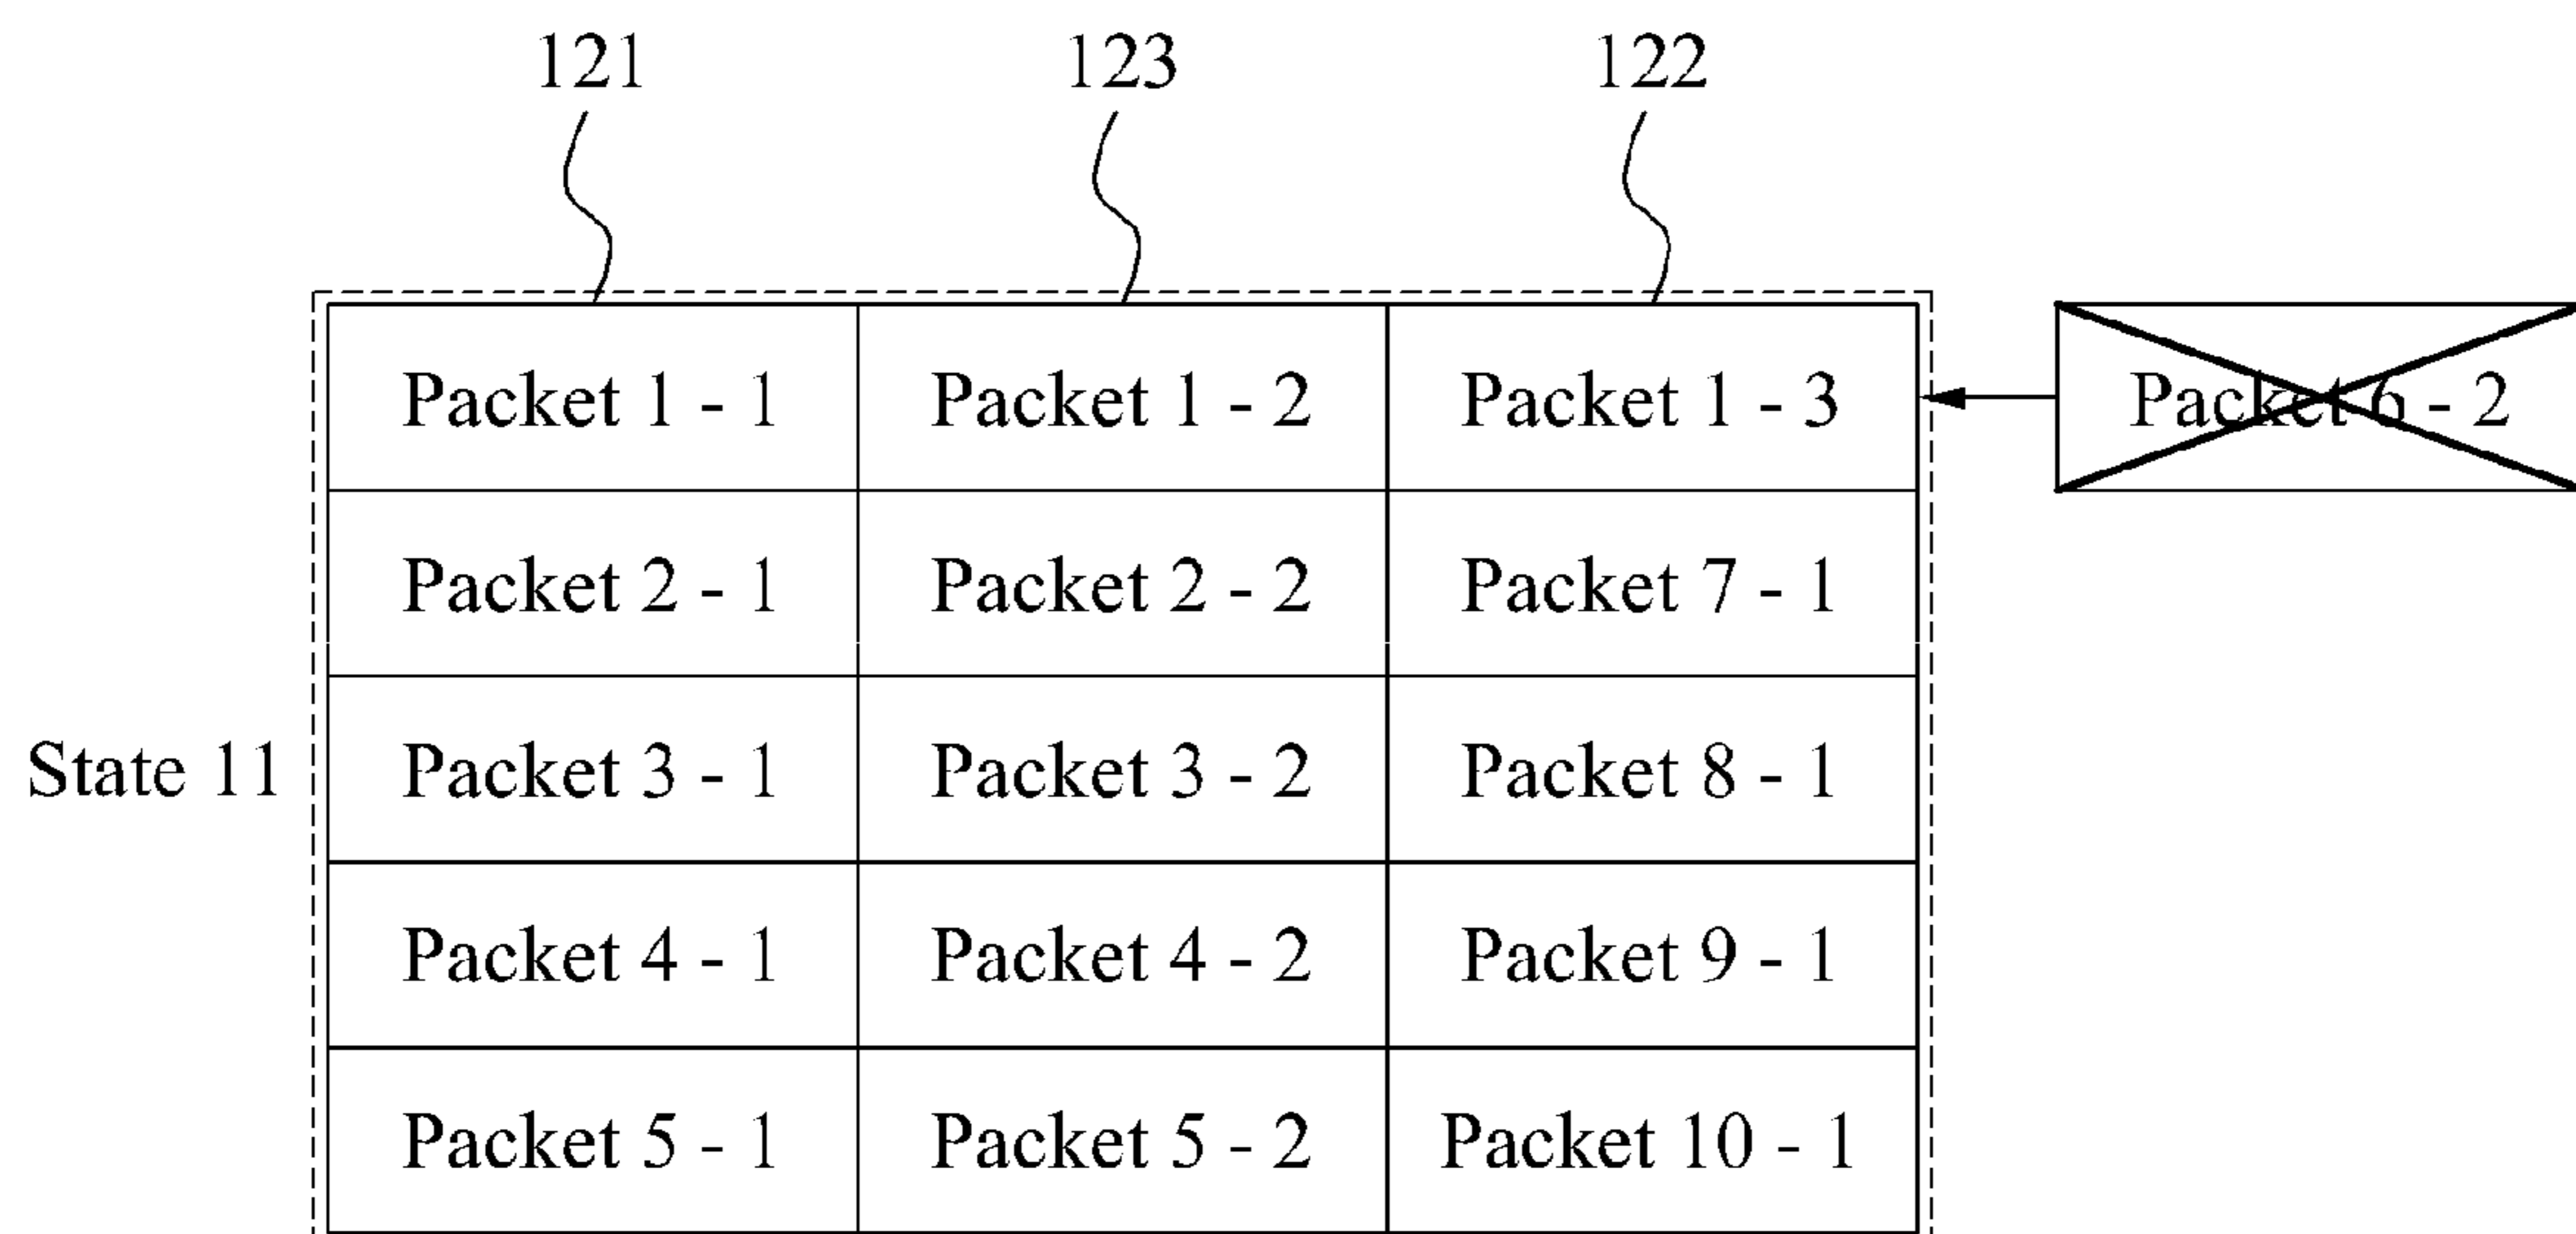 121 123 122
Packet 1 - 1 Packet 1 - 2 Packet 1 - 3 Packet 6 - 2
Packet 2 - 1 Packet 2 - 2 Packet 7 - 1
State 11 Packet 3 - 1 Packet 3 - 2 Packet 8 - 1
Packet 4 - 1 Packet 4 - 2 Packet 9 - 1
Packet 5 - 1 Packet 5 - 2 Packet 10 - 1